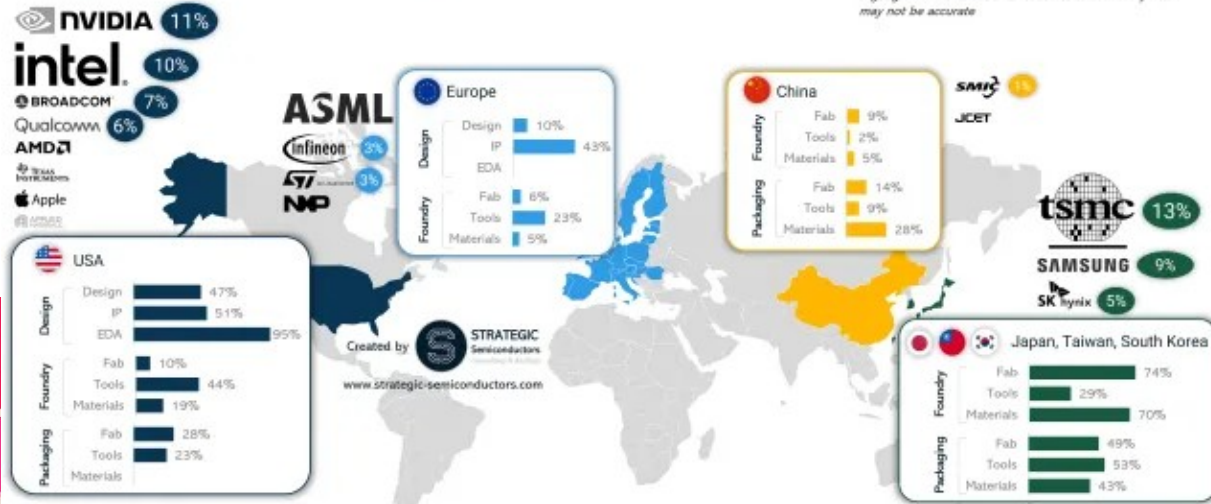 may not be accurate
NVIDIA 11%
intel. 10%
BROADCOM 7%
Qualcomm 6%
AMD
TEXAS INSTRUMENTS
Apple
APPLIED
ASML
infineon 3%
ST 3%
NXP
Europe
Design
Design 10%
IP 43%
EDA
Foundry
Fab 6%
Tools 23%
Materials 5%
China
Foundry
Fab 9%
Tools 2%
Materials 5%
Packaging
Fab 14%
Tools 9%
Materials 28%
SMIC 1%
JCET
tsmc 13%
SAMSUNG 9%
SK hynix 5%
USA
Design
Design 47%
IP 51%
EDA 95%
Foundry
Fab 10%
Tools 44%
Materials 19%
Packaging
Fab 28%
Tools 23%
Materials
Created by
STRATEGIC
Semiconductors
www.strategic-semiconductors.com
Japan, Taiwan, South Korea
Foundry
Fab 74%
Tools 29%
Materials 70%
Packaging
Fab 49%
Tools 53%
Materials 43%